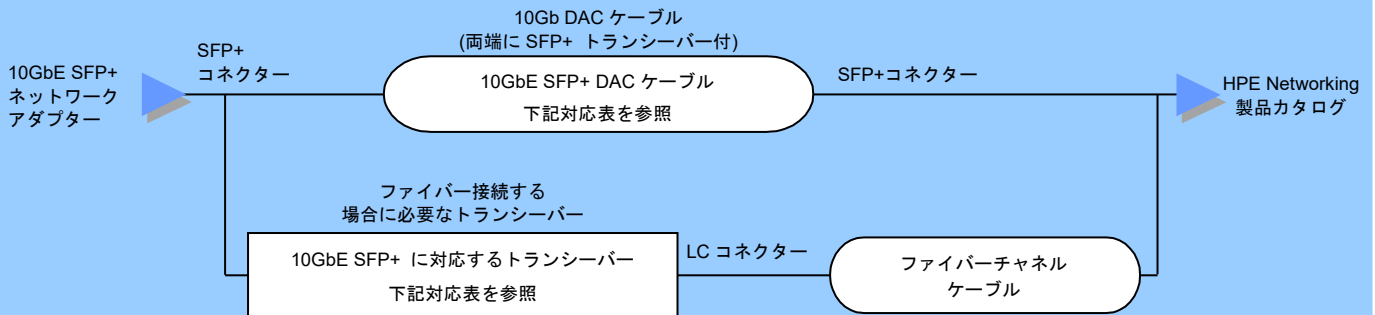 10Gb DAC ケーブル
(両端に SFP+ トランシーバー付)
10GbE SFP+
ネットワーク
アダプター
SFP+
コネクター
10GbE SFP+ DAC ケーブル
下記対応表を参照
SFP+コネクター
HPE Networking
製品カタログ
ファイバー接続する
場合に必要なトランシーバー
10GbE SFP+ に対応するトランシーバー
下記対応表を参照
LC コネクター
ファイバーチャネル
ケーブル